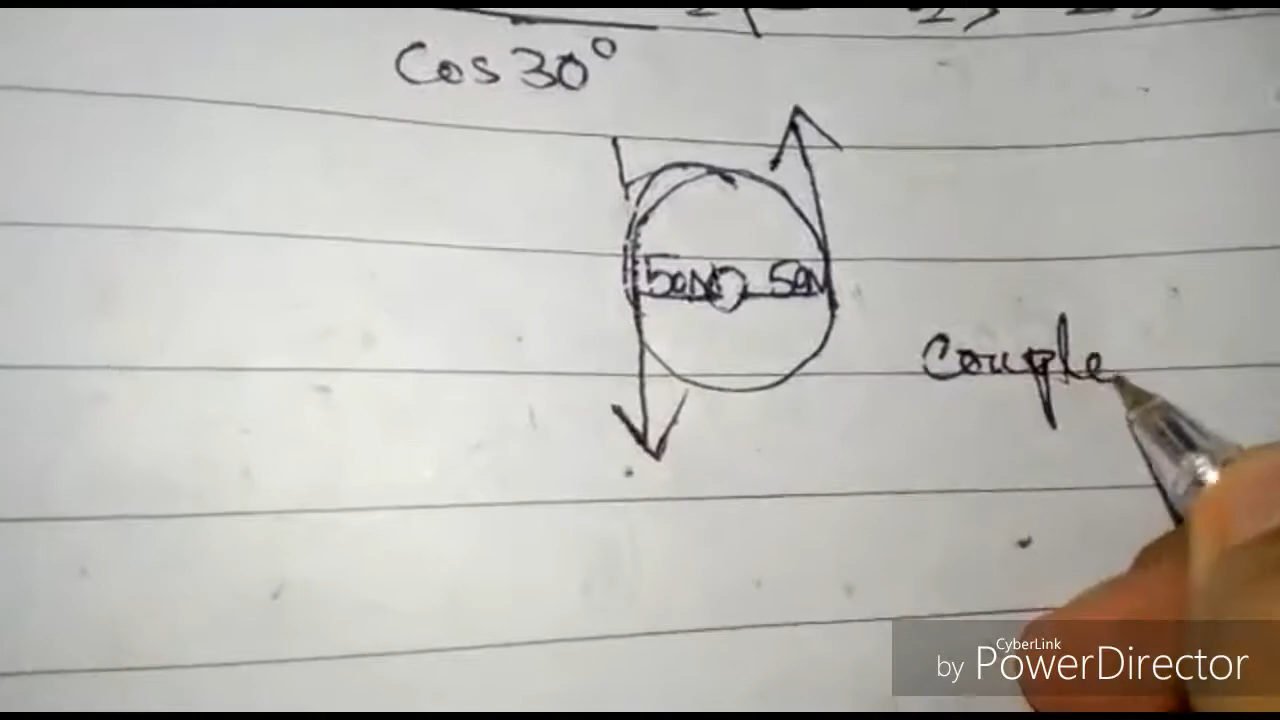 Cos 30°
50N 50N
Couple
CyberLink
by PowerDirector